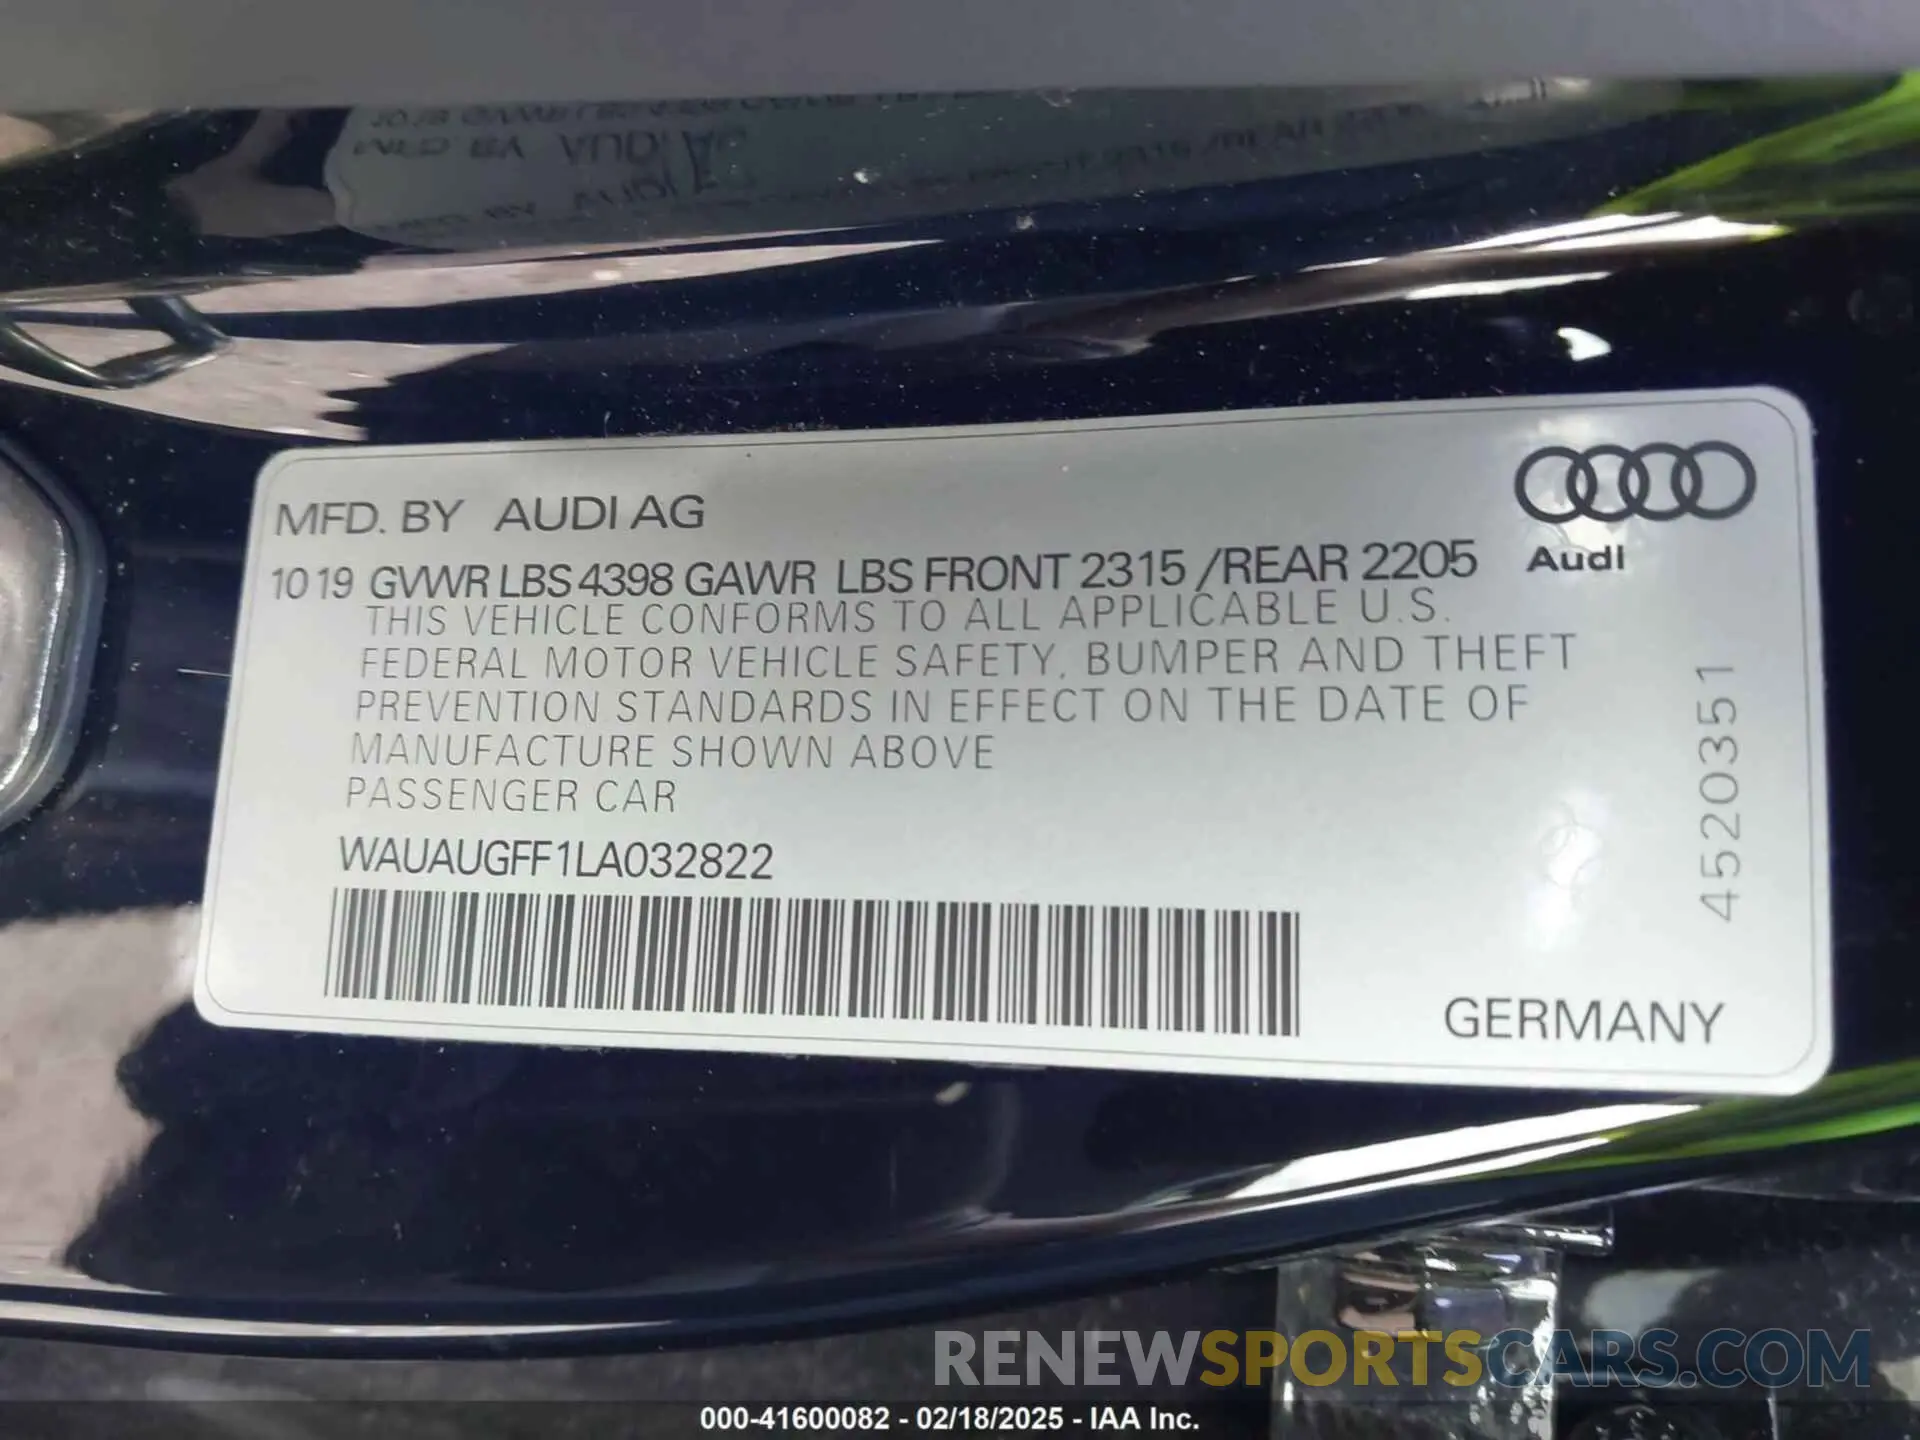 MFD. BY AUDI AG
1019 GVWR LBS 4398 GAWR LBS FRONT 2315 /REAR 2205
Audi
THIS VEHICLE CONFORMS TO ALL APPLICABLE U.S.
FEDERAL MOTOR VEHICLE SAFETY, BUMPER AND THEFT
PREVENTION STANDARDS IN EFFECT ON THE DATE OF
MANUFACTURE SHOWN ABOVE
PASSENGER CAR
WAUAUGFF1LA032822
4520351
GERMANY
RENEWSPORTSCARS.COM
000-41600082 - 02/18/2025 - IAA Inc.